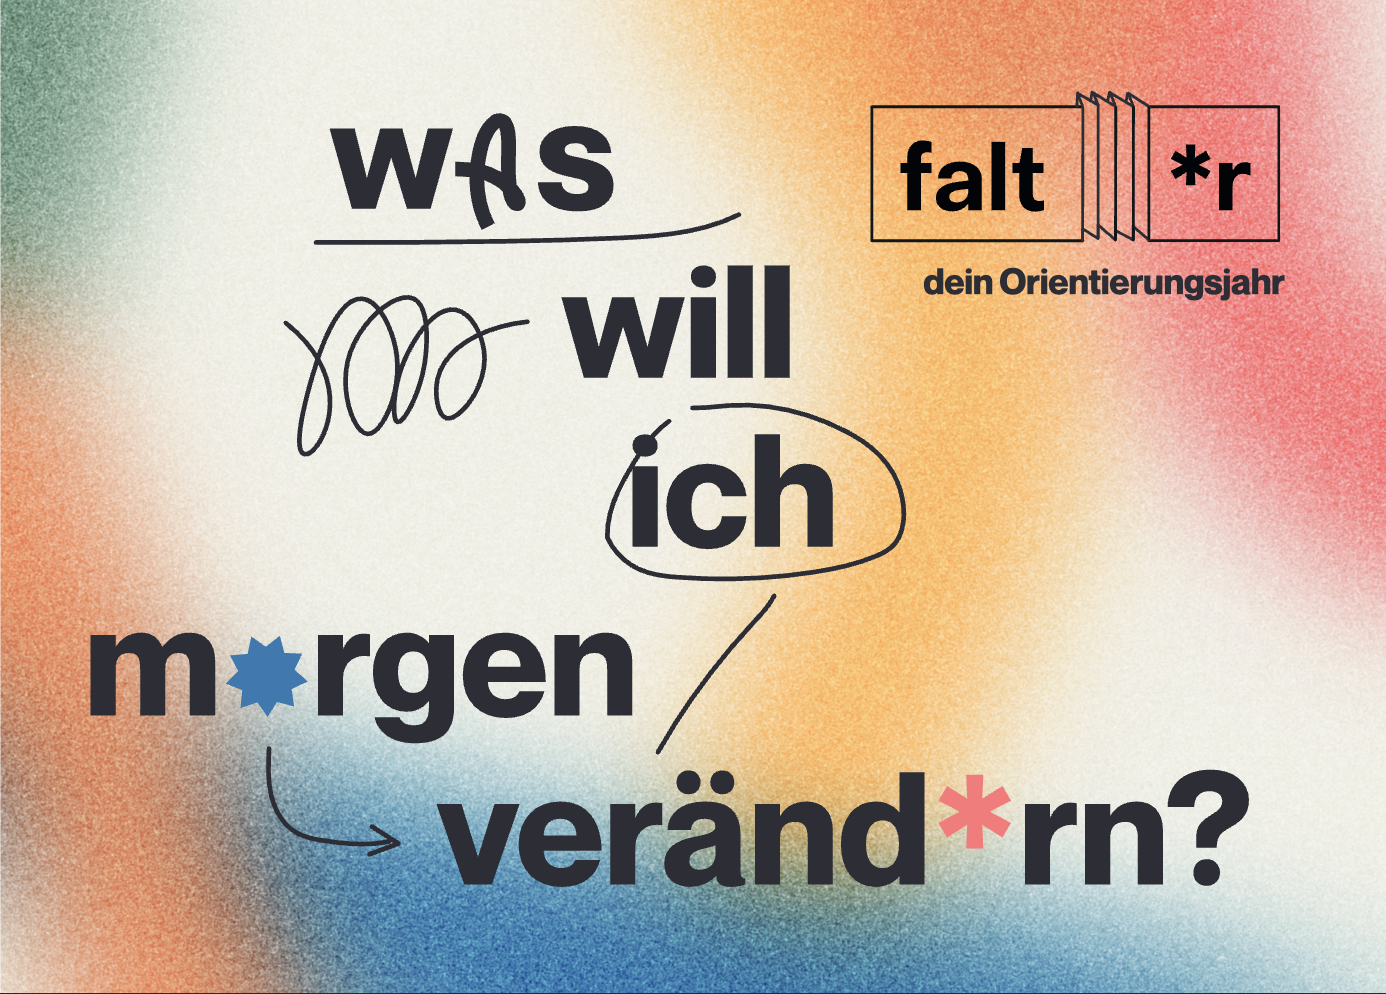 was
will
ich
m*rgen
veränd*rn?
falt*r
dein Orientierungsjahr